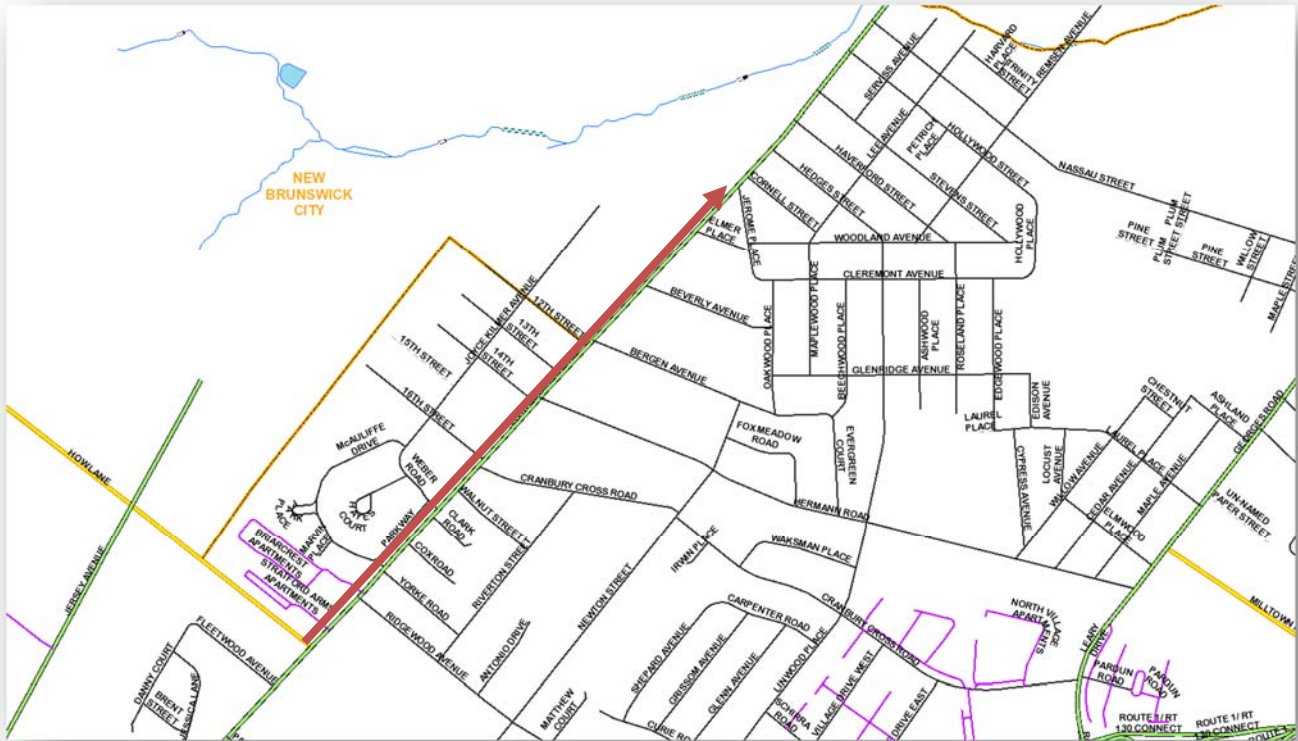 HARVARD
PLACE
TRINITY
STREET
REMSEN AVENUE
SERVISS AVENUE
LEE AVENUE
PETRICK
PLACE
HOLLYWOOD STREET
NASSAU STREET
HAVERFORD STREET
STEVENS STREET
HEDGES STREET
CORNELL STREET
NEW
BRUNSWICK
CITY
JEROME PLACE
ELMER
PLACE
WOODLAND AVENUE
HOLLYWOOD
PLACE
PINE
STREET
PLUM
STREET
PLUM
STREET
PINE
STREET
WILLOW
STREET
MAPLE STREET
CLEREMONT AVENUE
BEVERLY AVENUE
JOYCE KILMER AVENUE
12TH STREET
13TH
STREET
14TH
STREET
15TH STREET
16TH STREET
OAKWOOD PLACE
MAPLEWOOD PLACE
BEECHWOOD PLACE
ASHWOOD
PLACE
ROSELAND PLACE
EDGEWOOD PLACE
BERGEN AVENUE
GLENRIDGE AVENUE
EDISON
AVENUE
LAUREL
PLACE
CHESTNUT
STREET
ASHLAND
PLACE
GEORGES ROAD
LAUREL PLACE
FOXMEADOW
ROAD
EVERGREEN
COURT
CYPRESS AVENUE
LOCUST
AVENUE
WILLOW AVENUE
CEDAR AVENUE
MAPLE AVENUE
ELMWOOD
PLACE
UN-NAMED
PAPER STREET
McAULIFFE
DRIVE
WEBER
ROAD
HOWLANE
CRANBURY CROSS ROAD
HERMANN ROAD
WALNUT STREET
CLARK
ROAD
COURT
PLACE
MARVIN
PLACE
PARKWAY
COX ROAD
BRIARCREST
APARTMENTS
STRATFORD ARMS
APARTMENTS
YORKE ROAD
RIVERTON STREET
RIDGEWOOD AVENUE
ANTONIO DRIVE
NEWTON STREET
IRWIN PLACE
WAKSMAN PLACE
JERSEY AVENUE
FLEETWOOD AVENUE
DANNY COURT
BRENT
STREET
JESSICA LANE
CARPENTER ROAD
CRANBURY CROSS ROAD
NORTH VILLAGE
APARTMENTS
MILLTOWN
SHEPARD AVENUE
GRISSOM AVENUE
GLENN AVENUE
LINWOOD PLACE
SCHIRRA
ROAD
VILLAGE DRIVE WEST
DRIVE EAST
LEARY
DRIVE
PARDUN
ROAD
PARDUN
ROAD
MATTHEW
COURT
CURIE
ROUTE 1/ RT
130 CONNECT
ROUTE 1/ RT
130 CONNECT
ROUTE 1